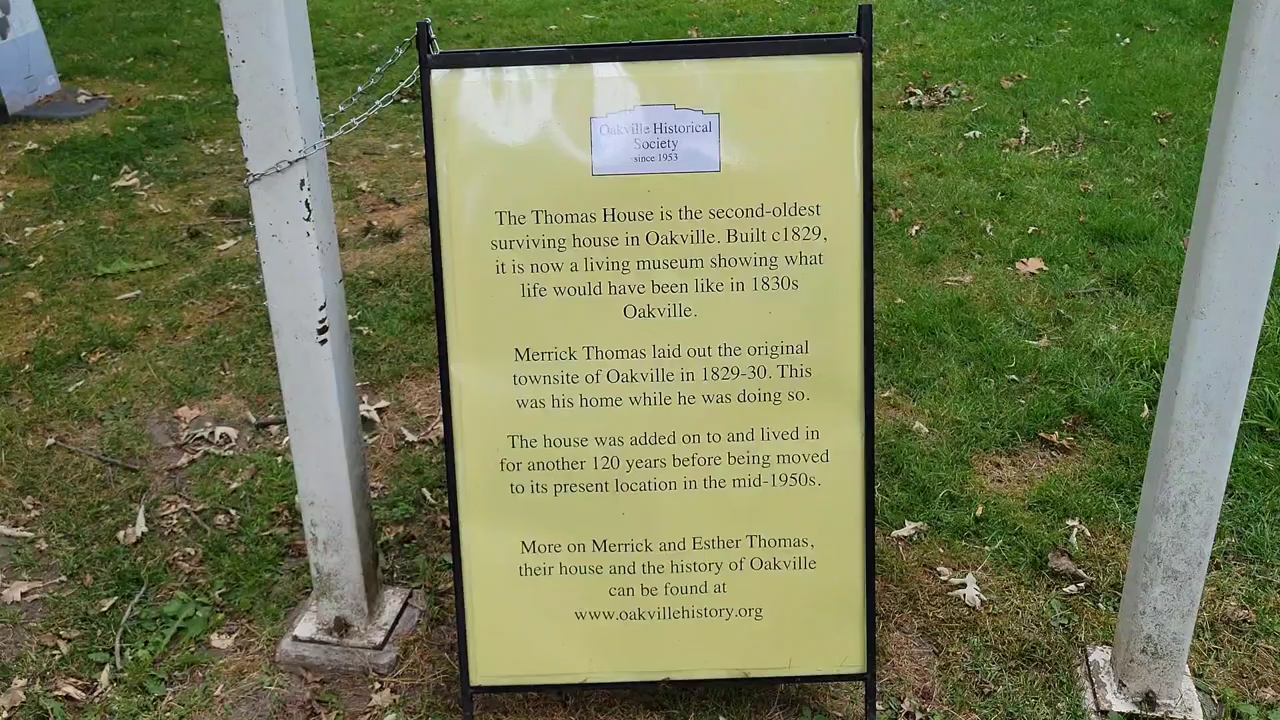 Oakville Historical
Society
since 1953
The Thomas House is the second-oldest
surviving house in Oakville. Built c1829,
it is now a living museum showing what
life would have been like in 1830s
Oakville.
Merrick Thomas laid out the original
townsite of Oakville in 1829-30. This
was his home while he was doing so.
The house was added on to and lived in
for another 120 years before being moved
to its present location in the mid-1950s.
More on Merrick and Esther Thomas,
their house and the history of Oakville
can be found at
www.oakvillehistory.org